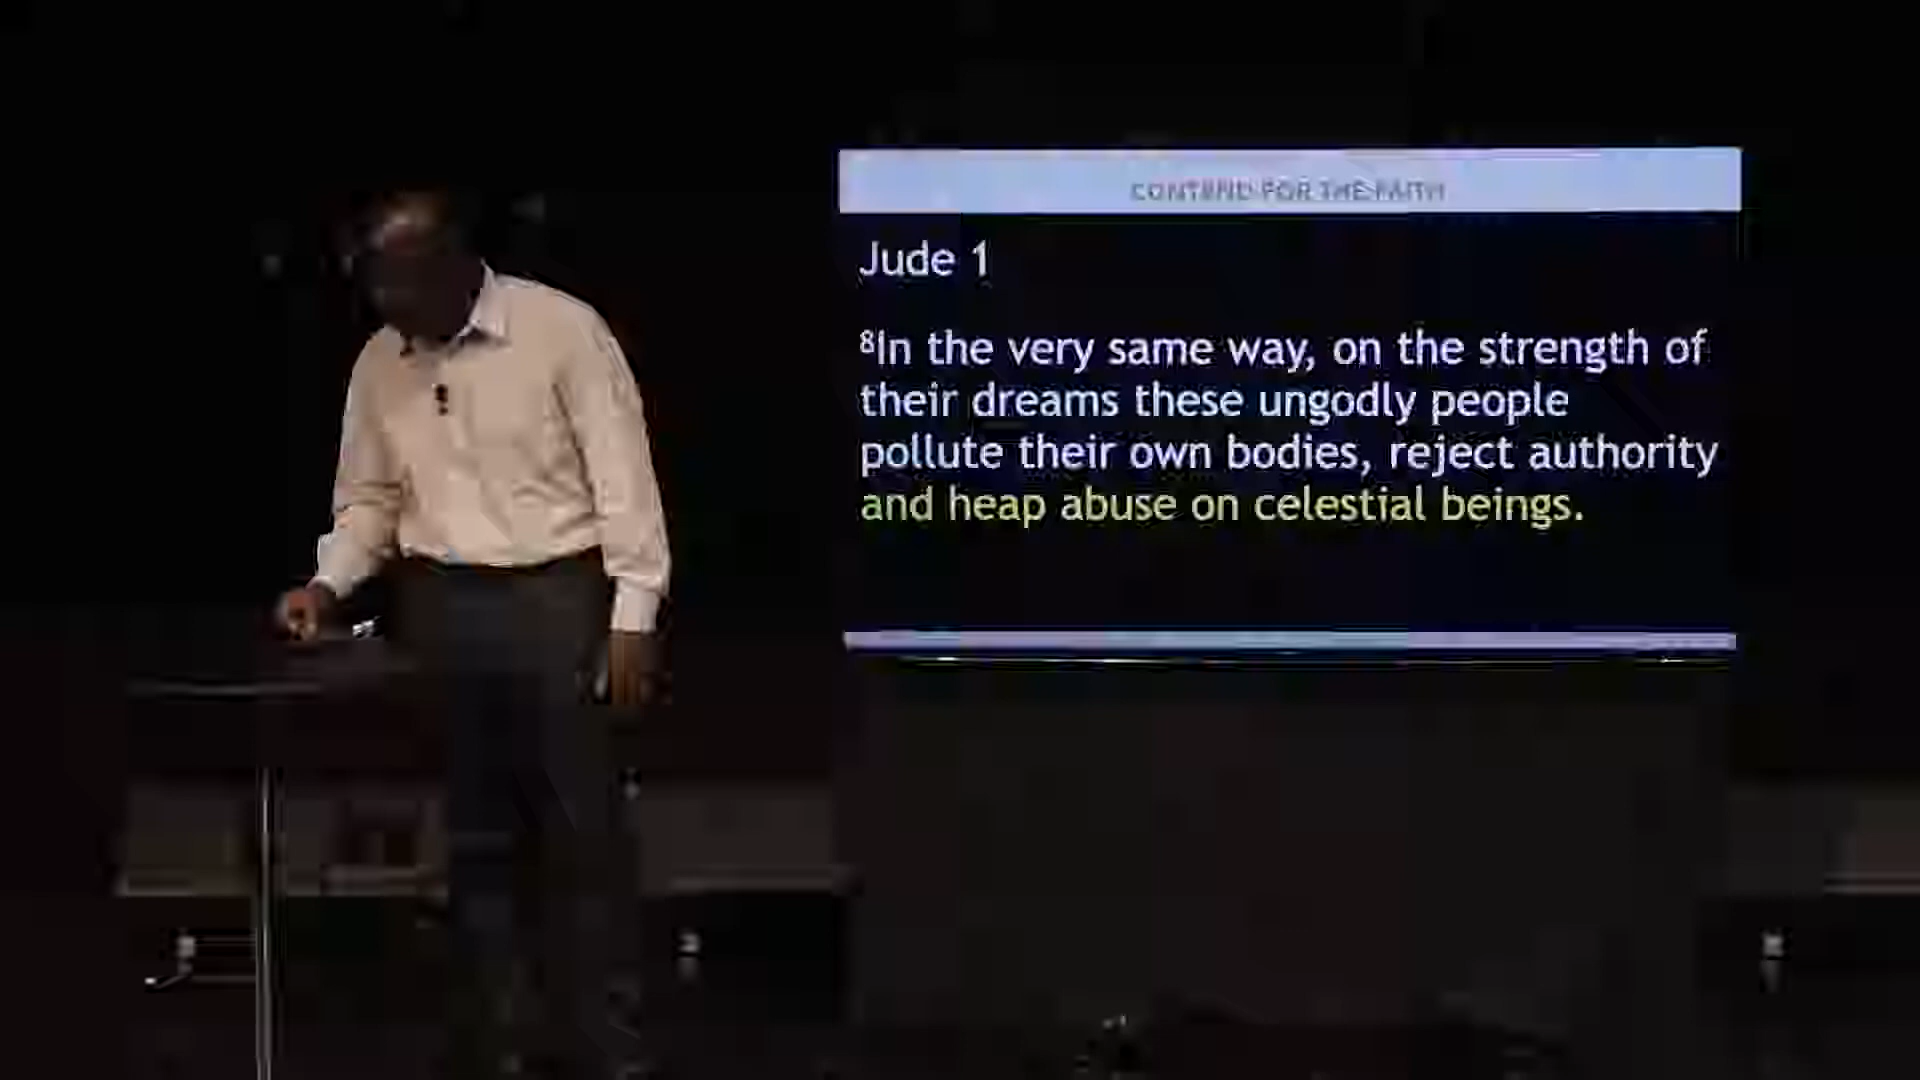 CONTEND FOR THE FAITH
Jude 1
⁸In the very same way, on the strength of
their dreams these ungodly people
pollute their own bodies, reject authority
and heap abuse on celestial beings.